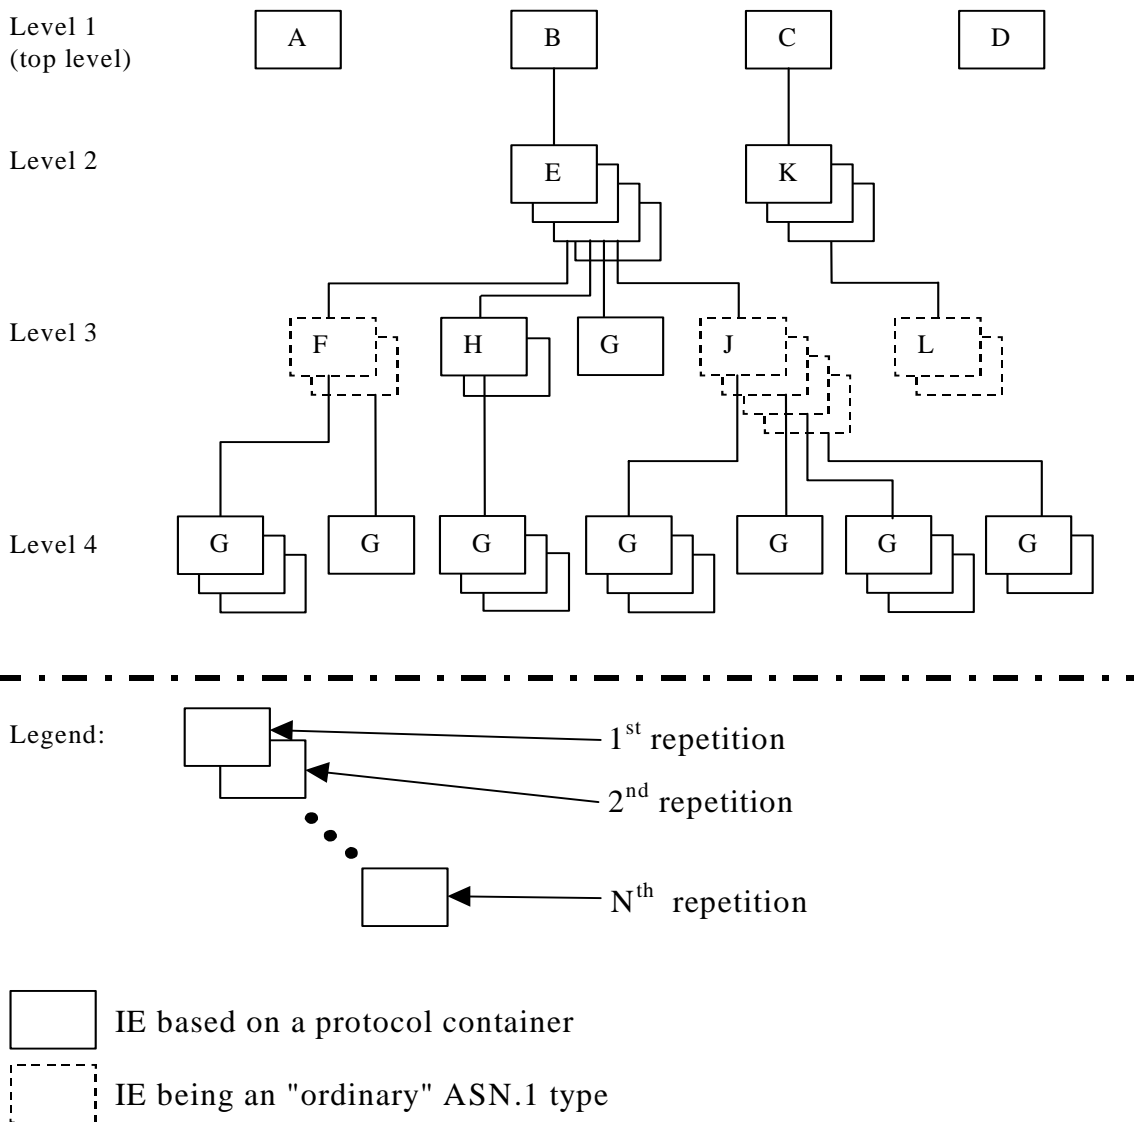 Level 1
(top level)
A B C D
Level 2
E K
Level 3
F H G J L
Level 4
G G G G G G G
Legend:
1st repetition
2nd repetition
Nth repetition
IE based on a protocol container
IE being an "ordinary" ASN.1 type